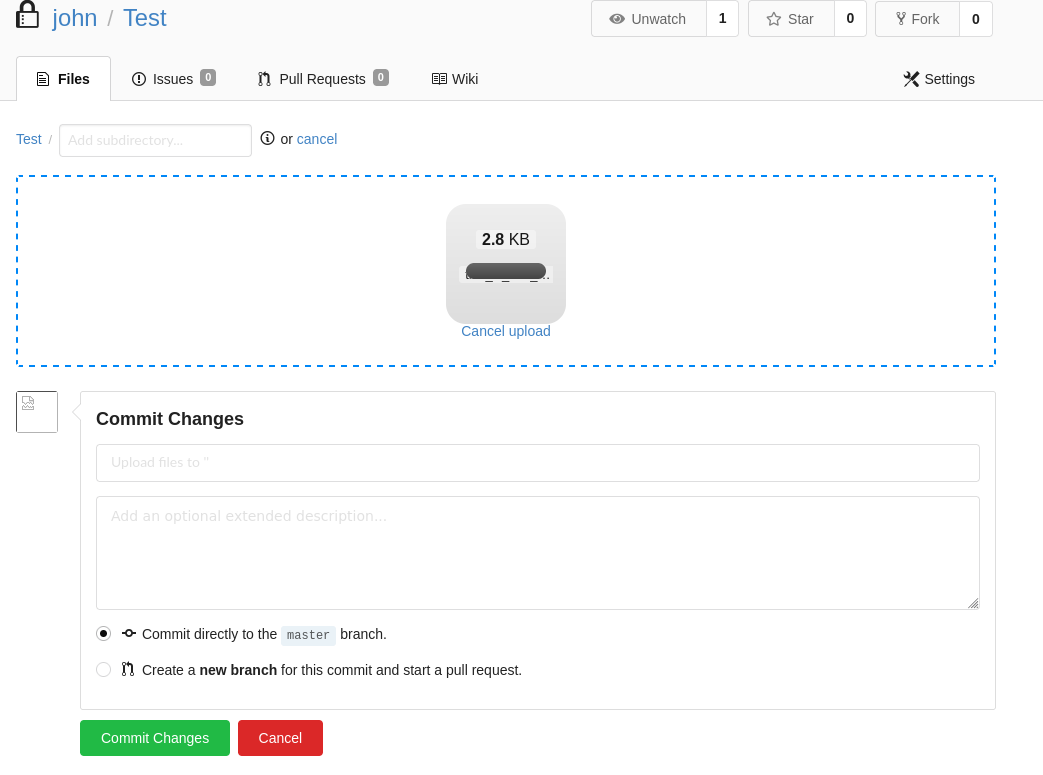 john / Test
Unwatch 1 Star 0 Fork 0
Files Issues 0 Pull Requests 0 Wiki Settings
Test / Add subdirectory... or cancel
2.8 KB
Cancel upload
Commit Changes
Upload files to ''
Add an optional extended description...
Commit directly to the master branch.
Create a new branch for this commit and start a pull request.
Commit Changes Cancel